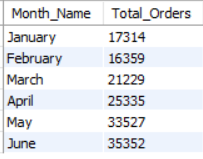 Month_Name Total_Orders
January 17314
February 16359
March 21229
April 25335
May 33527
June 35352